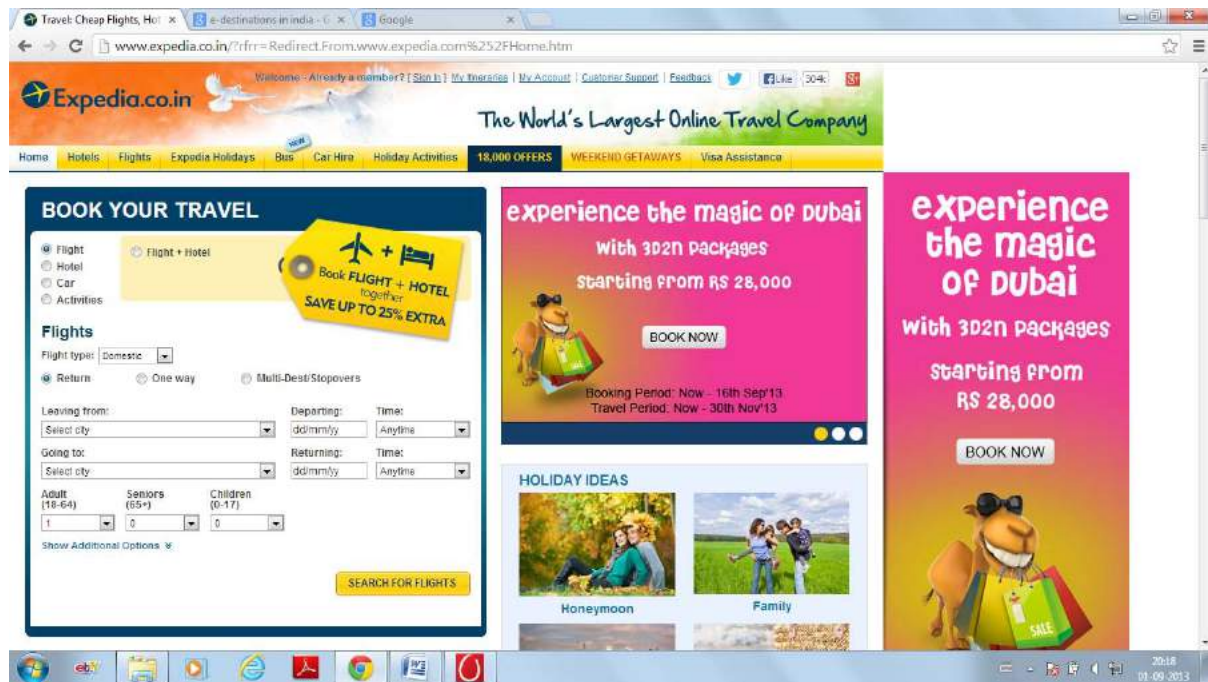 Travel: Cheap Flights, Hot
e-destinations in india - G
Google
www.expedia.co.in/?rfrr=Redirect.From.www.expedia.com%252FHome.htm
Welcome - Already a member? [ Sign In ] My Itineraries | My Account | Customer Support | Feedback
Like 304k
Expedia.co.in
The World's Largest Online Travel Company
NEW
Home Hotels Flights Expedia Holidays Bus Car Hire Holiday Activities 18,000 OFFERS WEEKEND GETAWAYS Visa Assistance
BOOK YOUR TRAVEL
Flight
Hotel
Car
Activities
Flight + Hotel
Book FLIGHT + HOTEL
together
SAVE UP TO 25% EXTRA
Flights
Flight type: Domestic
Return One way Multi-Dest/Stopovers
Leaving from: Departing: Time:
Select city dd/mm/yy Anytime
Going to: Returning: Time:
Select city dd/mm/yy Anytime
Adult Seniors Children
(18-64) (65+) (0-17)
1 0 0
Show Additional Options
SEARCH FOR FLIGHTS
experience the magic of Dubai
with 3D2N packages
starting from RS 28,000
BOOK NOW
Booking Period: Now - 16th Sep'13
Travel Period: Now - 30th Nov'13
HOLIDAY IDEAS
Honeymoon Family
experience
the magic
of Dubai
with 3D2N packages
starting from
RS 28,000
BOOK NOW
SALE
ebay
20:18
01-09-2013